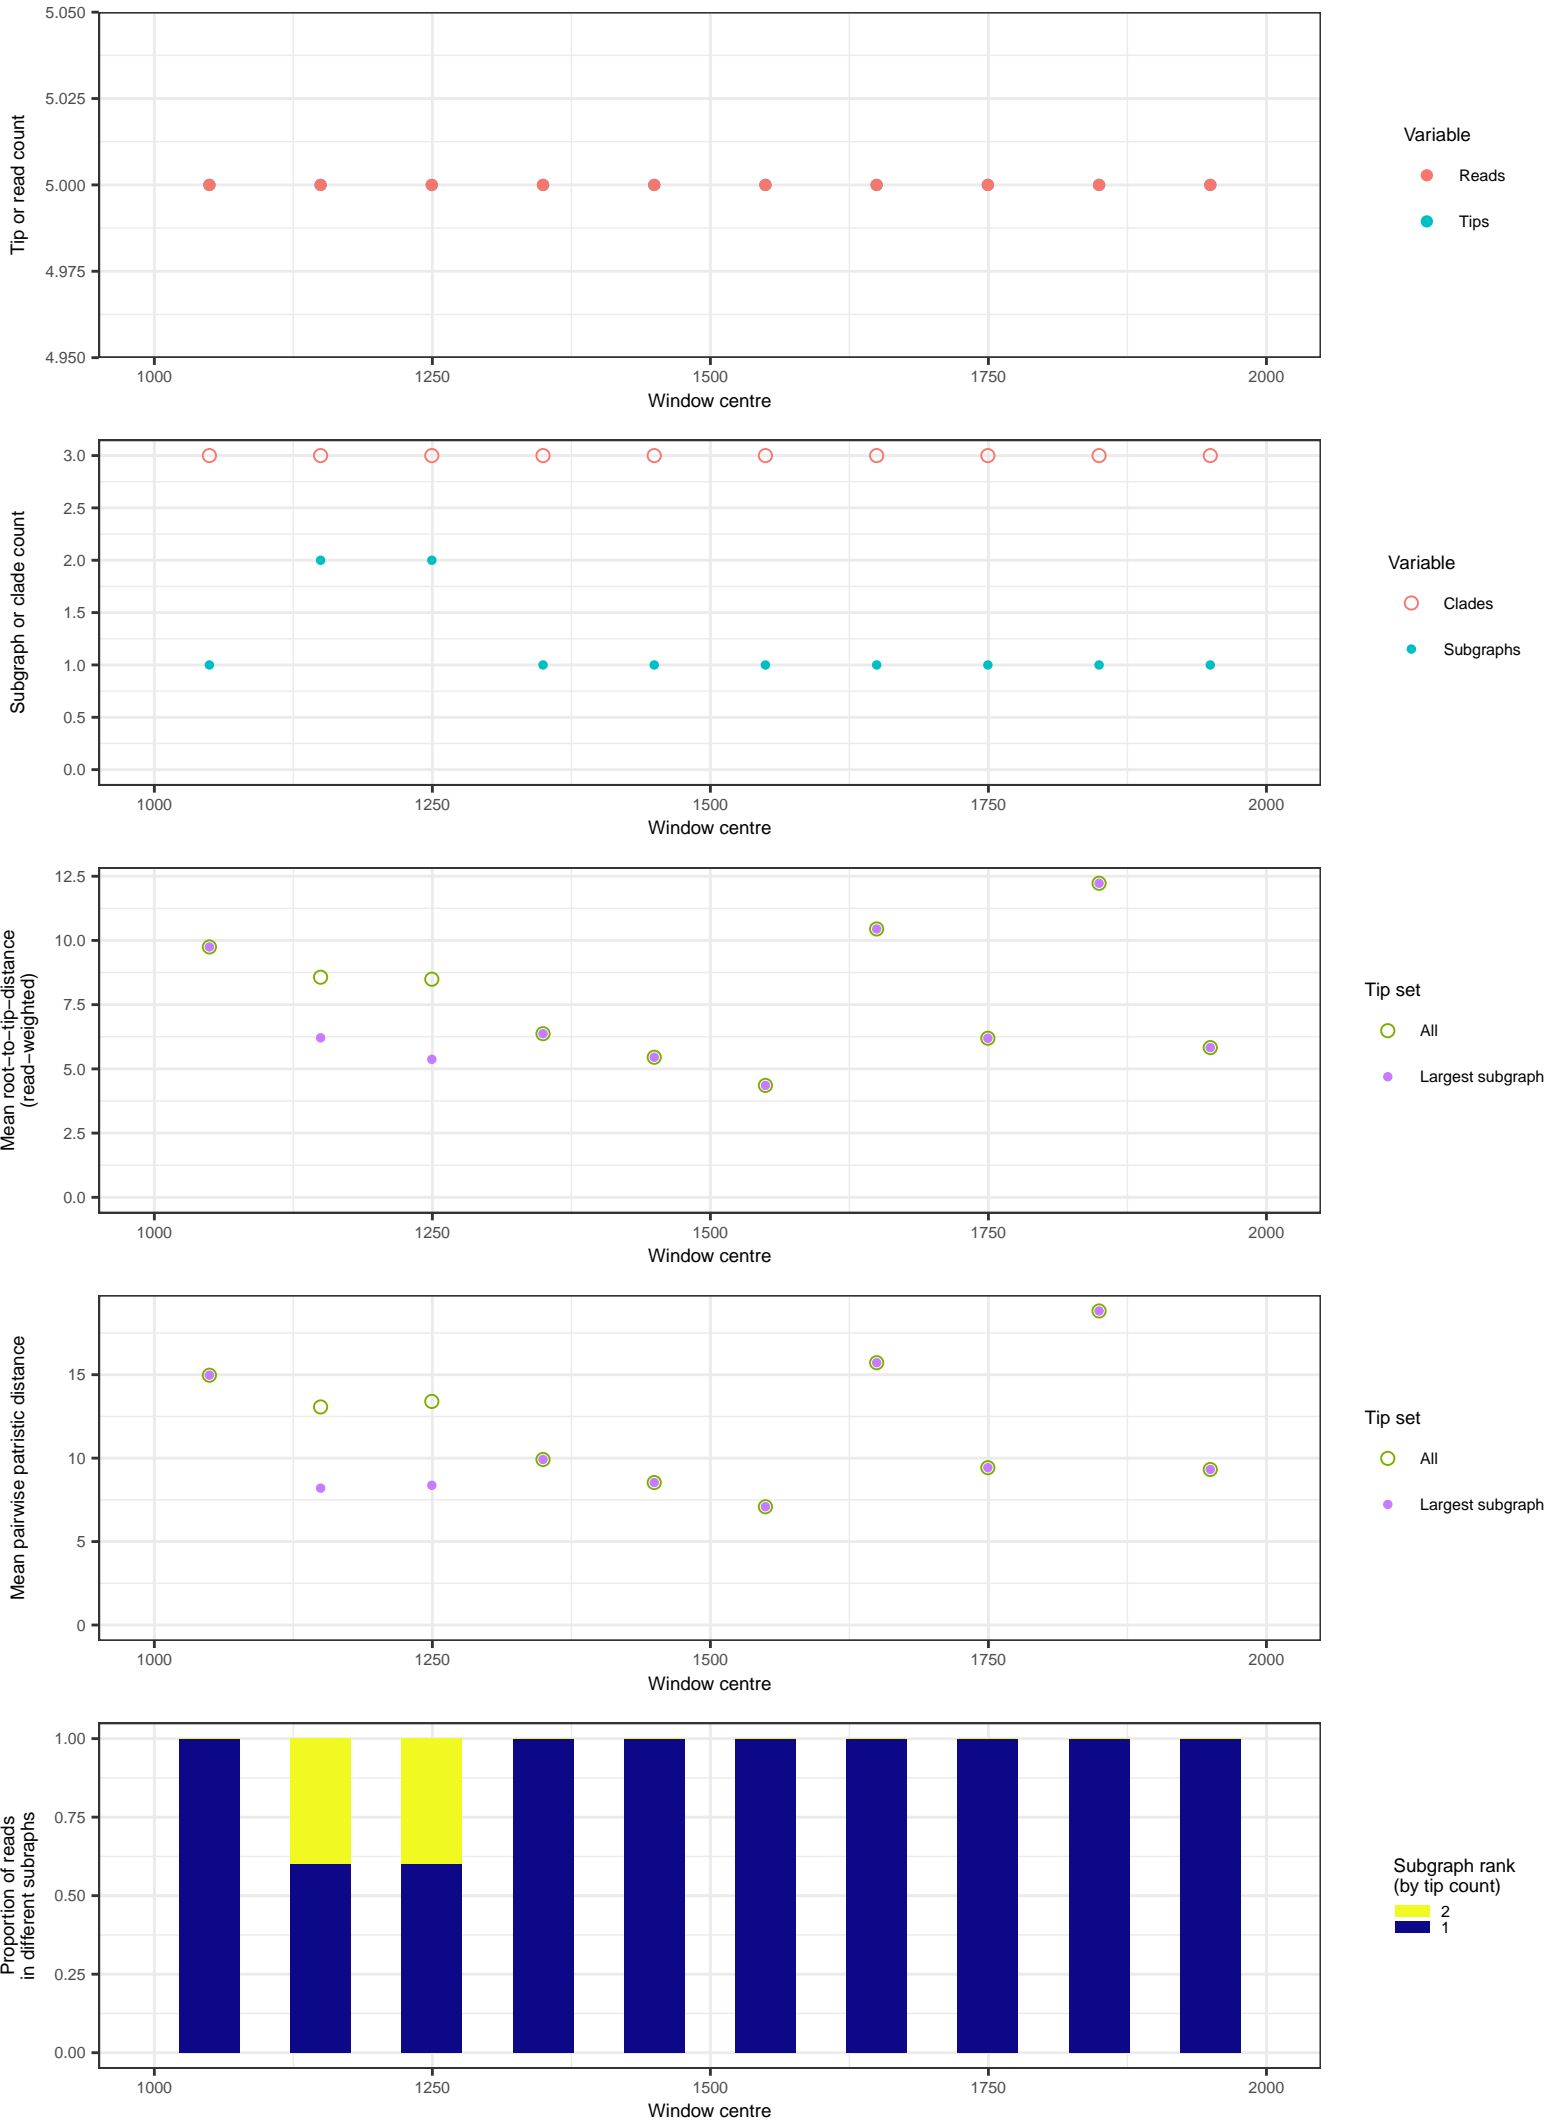 5.050
5.025
5.000
4.975
4.950
Tip or read count
1000 1250 1500 1750 2000
Window centre
Variable
Reads
Tips
3.0
2.5
2.0
1.5
1.0
0.5
0.0
Subgraph or clade count
1000 1250 1500 1750 2000
Window centre
Variable
Clades
Subgraphs
12.5
10.0
7.5
5.0
2.5
0.0
Mean root−to−tip−distance
(read−weighted)
1000 1250 1500 1750 2000
Window centre
Tip set
All
Largest subgraph
15
10
5
0
Mean pairwise patristic distance
1000 1250 1500 1750 2000
Window centre
Tip set
All
Largest subgraph
1.00
0.75
0.50
0.25
0.00
Proportion of reads
in different subraphs
1000 1250 1500 1750 2000
Window centre
Subgraph rank
(by tip count)
2
1